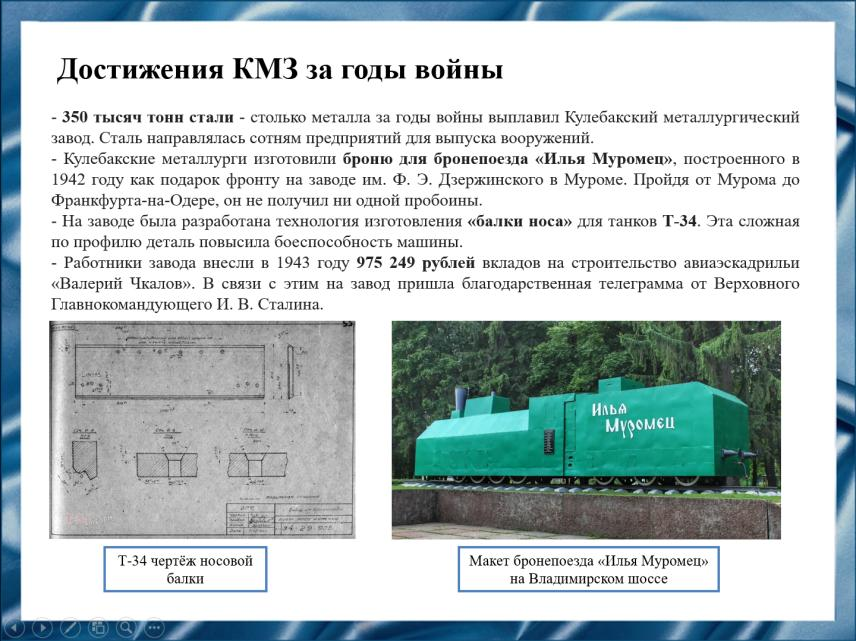 Достижения КМЗ за годы войны
- 350 тысяч тонн стали - столько металла за годы войны выплавил Кулебакский металлургический
завод. Сталь направлялась сотням предприятий для выпуска вооружений.
- Кулебакские металлурги изготовили броню для бронепоезда «Илья Муромец», построенного в
1942 году как подарок фронту на заводе им. Ф. Э. Дзержинского в Муроме. Пройдя от Мурома до
Франкфурта-на-Одере, он не получил ни одной пробоины.
- На заводе была разработана технология изготовления «балки носа» для танков Т-34. Эта сложная
по профилю деталь повысила боеспособность машины.
- Работники завода внесли в 1943 году 975 249 рублей вкладов на строительство авиаэскадрильи
«Валерий Чкалов». В связи с этим на завод пришла благодарственная телеграмма от Верховного
Главнокомандующего И. В. Сталина.
Илья
Муромец
Т-34 чертёж носовой
балки
Макет бронепоезда «Илья Муромец»
на Владимирском шоссе